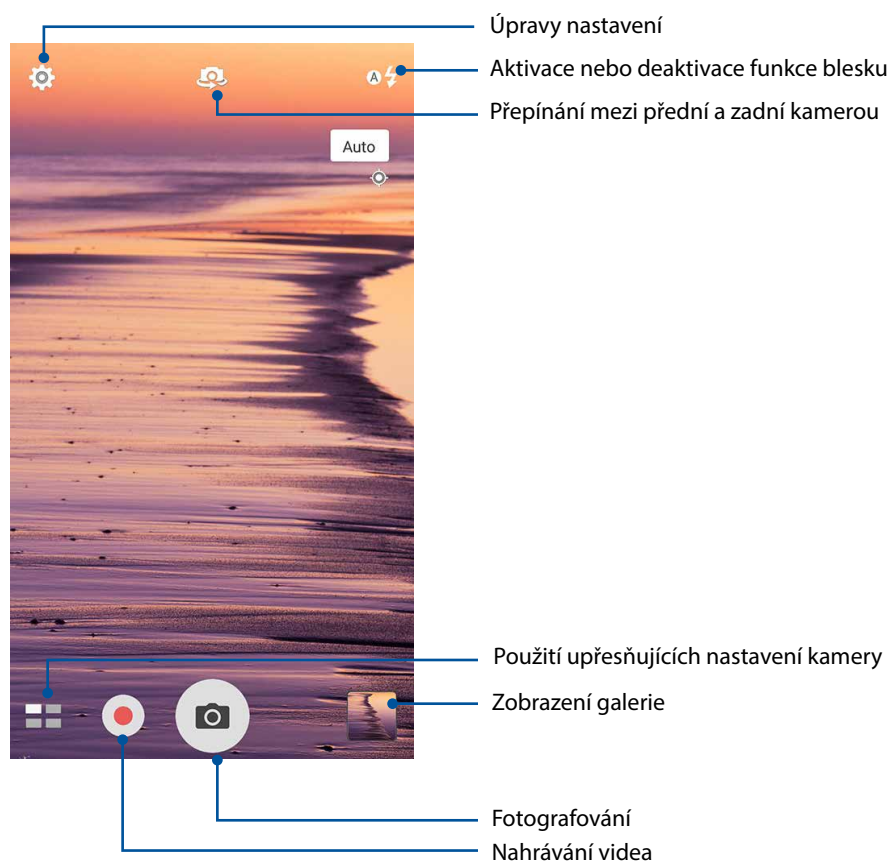 Úpravy nastavení
Aktivace nebo deaktivace funkce blesku
A
Přepínání mezi přední a zadní kamerou
Auto
Použití upřesňujících nastavení kamery
Zobrazení galerie
Fotografování
Nahrávání videa